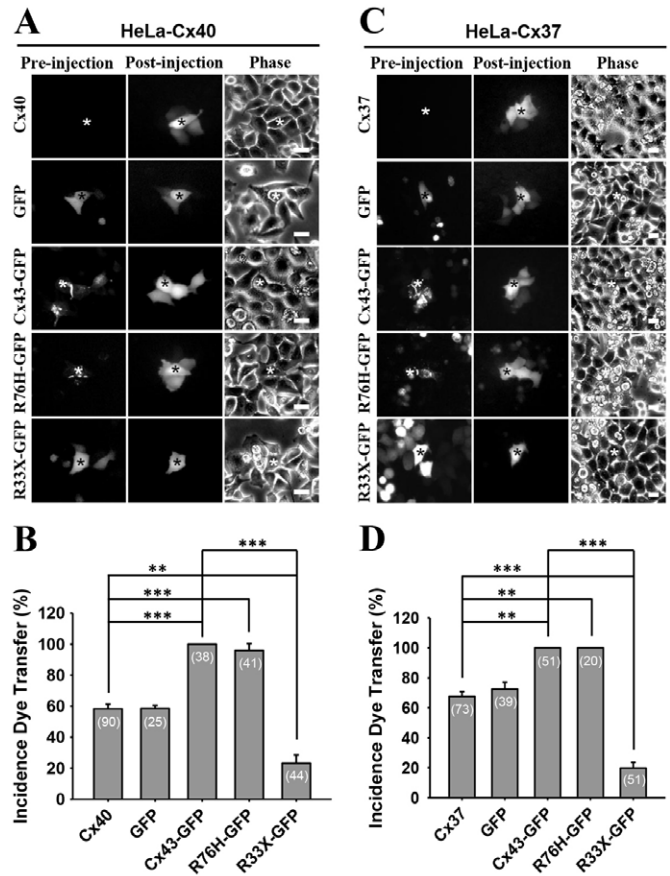 A
HeLa-Cx40
Pre-injection Post-injection Phase
Cx40
GFP
Cx43-GFP
R76H-GFP
R33X-GFP
B
***
**
***
***
Incidence Dye Transfer (%)
120
100
80
60
40
20
0
(90)
(25)
(38)
(41)
(44)
Cx40
GFP
Cx43-GFP
R76H-GFP
R33X-GFP
C
HeLa-Cx37
Pre-injection Post-injection Phase
Cx37
GFP
Cx43-GFP
R76H-GFP
R33X-GFP
D
***
***
**
**
Incidence Dye Transfer (%)
120
100
80
60
40
20
0
(73)
(39)
(51)
(20)
(51)
Cx37
GFP
Cx43-GFP
R76H-GFP
R33X-GFP